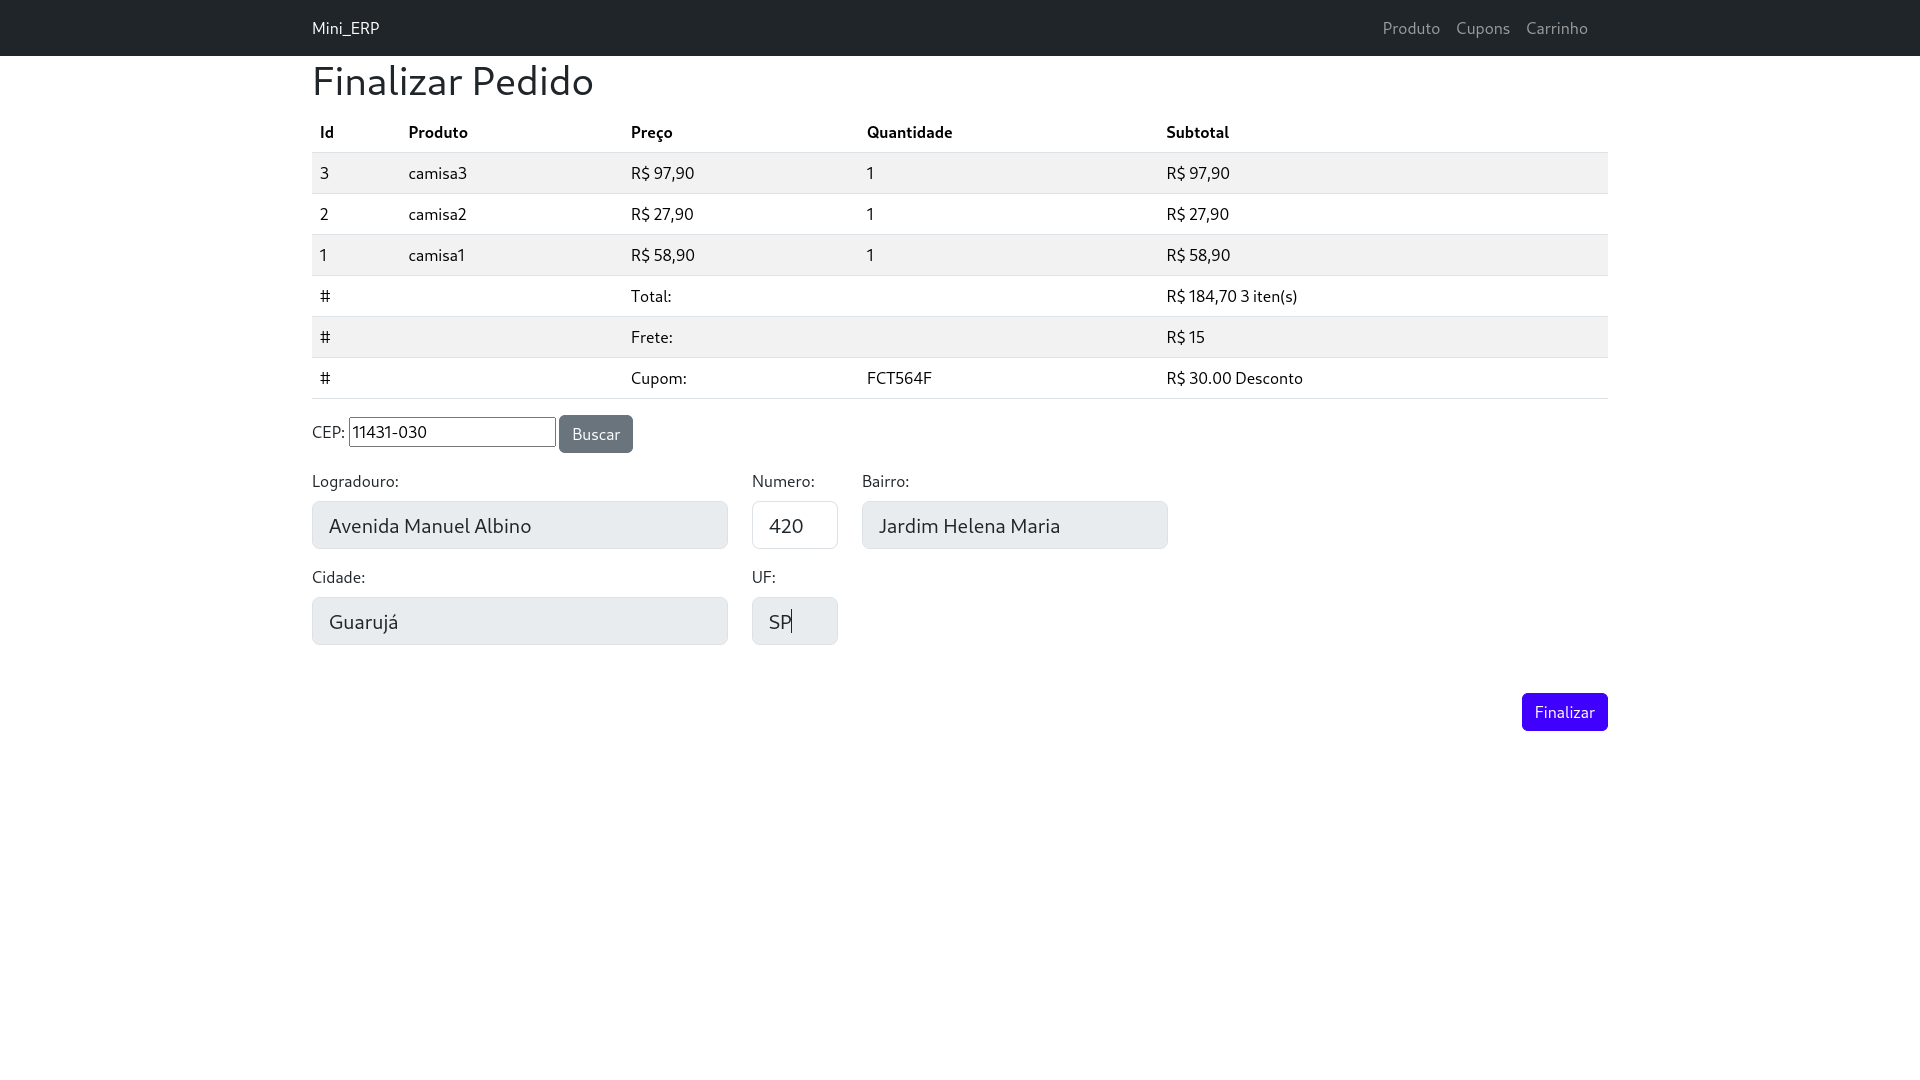 Mini_ERP Produto Cupons Carrinho
Finalizar Pedido
Id Produto Preço Quantidade Subtotal
3 camisa3 R$ 97,90 1 R$ 97,90
2 camisa2 R$ 27,90 1 R$ 27,90
1 camisa1 R$ 58,90 1 R$ 58,90
# Total: R$ 184,70 3 iten(s)
# Frete: R$ 15
# Cupom: FCT564F R$ 30.00 Desconto
CEP: 11431-030 Buscar
Logradouro: Numero: Bairro:
Avenida Manuel Albino 420 Jardim Helena Maria
Cidade: UF:
Guarujá SP
Finalizar